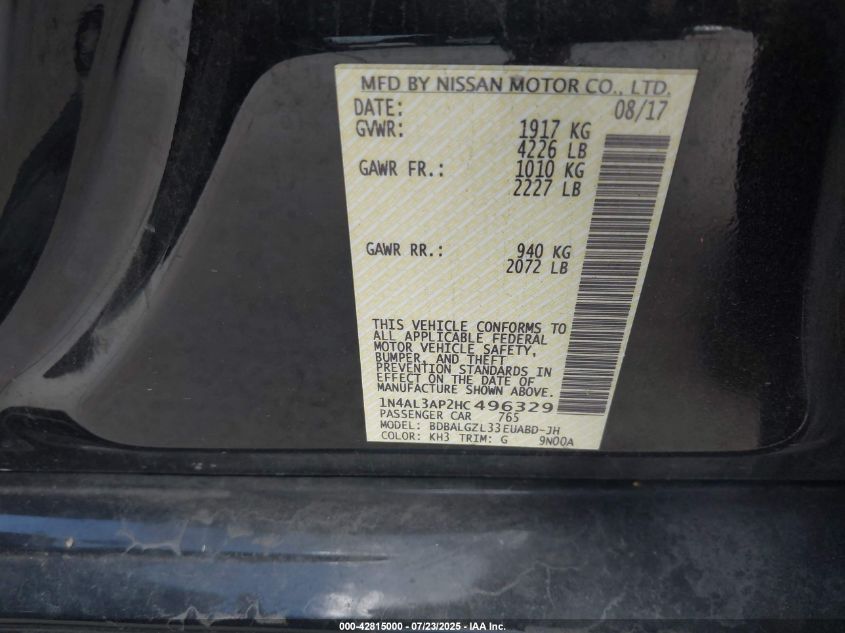 MFD BY NISSAN MOTOR CO., LTD.
DATE: 08/17
GVWR: 1917 KG
4226 LB
GAWR FR.: 1010 KG
2227 LB
GAWR RR.: 940 KG
2072 LB
THIS VEHICLE CONFORMS TO
ALL APPLICABLE FEDERAL
MOTOR VEHICLE SAFETY,
BUMPER, AND THEFT
PREVENTION STANDARDS IN
EFFECT ON THE DATE OF
MANUFACTURE SHOWN ABOVE.
1N4AL3AP2HC496329
PASSENGER CAR 765
MODEL: BDBALGZL33EUABD-JH
COLOR: KH3 TRIM: G 9N00A
000-42815000 - 07/23/2025 - IAA Inc.